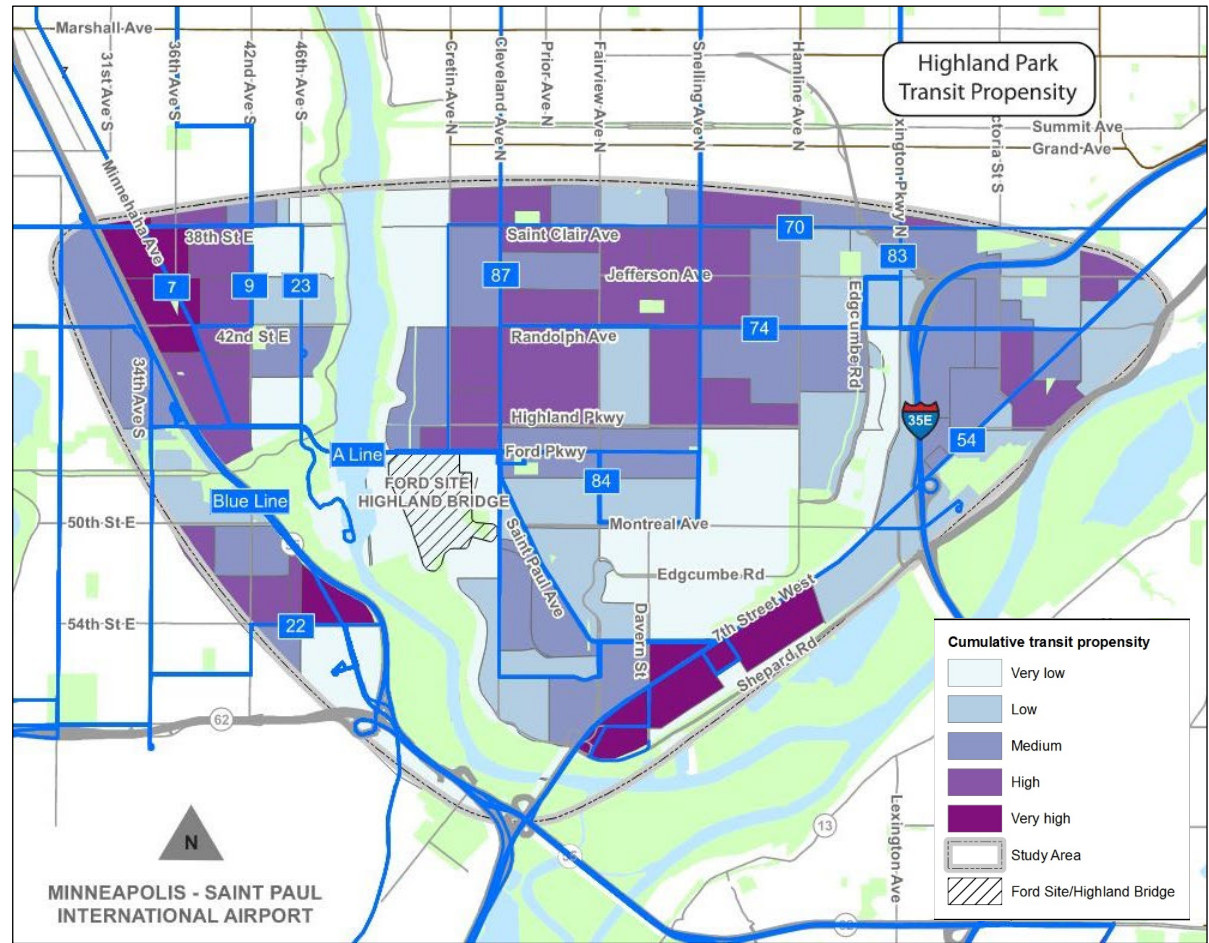 Marshall Ave
31st Ave S
36th Ave S
42nd Ave S
46th Ave S
Cretin Ave N
Cleveland Ave N
Prior Ave N
Fairview Ave N
Snelling Ave N
Hamline Ave N
Highland Park
Transit Propensity
xington Pkwy N
ctoria St S
Summit Ave
Grand Ave
Minnehaha Ave
38th St E
Saint Clair Ave
70
83
7
9
23
87
Jefferson Ave
Edgcumbe Rd
42nd St E
Randolph Ave
74
34th Ave S
Highland Pkwy
35E
54
A Line
Ford Pkwy
FORD SITE /
HIGHLAND BRIDGE
84
Blue Line
50th St E
Montreal Ave
Saint Paul Ave
Edgcumbe Rd
Davern St
7th Street West
Shepard Rd
54th St E
22
62
13
Lexington Ave
N
MINNEAPOLIS - SAINT PAUL
INTERNATIONAL AIRPORT
Cumulative transit propensity
Very low
Low
Medium
High
Very high
Study Area
Ford Site/Highland Bridge